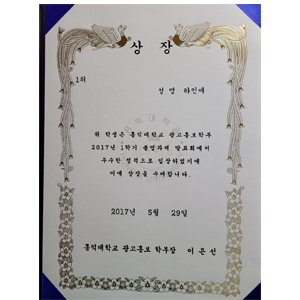 상 장
1위
성 명 하인애
위 학생은 홍익대학교 광고홍보학부
2017년 1학기 졸업작제 발표회에서
우수한 성적으로 입상하였기에
이에 상장을 수여합니다.
2017년 5월 29일
홍익대학교 광고홍보 학부장 이 은 선